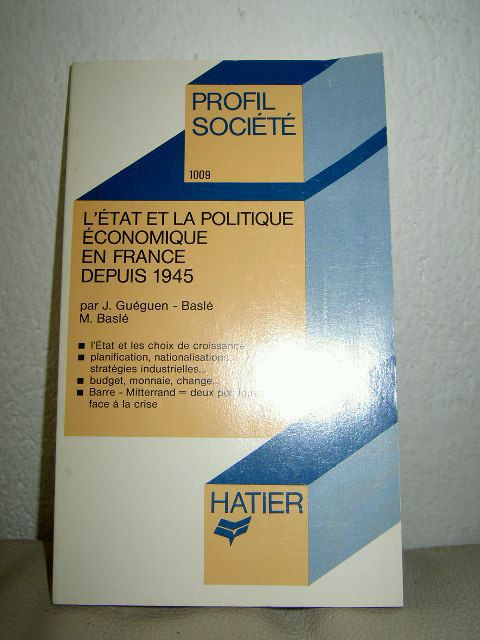 PROFIL
SOCIÉTÉ
1009
L'ÉTAT ET LA POLITIQUE
ÉCONOMIQUE
EN FRANCE
DEPUIS 1945
par J. Guéguen - Baslé
M. Baslé
■ l'État et les choix de croissance
■ planification, nationalisations,
stratégies industrielles...
■ budget, monnaie, change...
■ Barre - Mitterrand = deux
face à la crise
HATIER